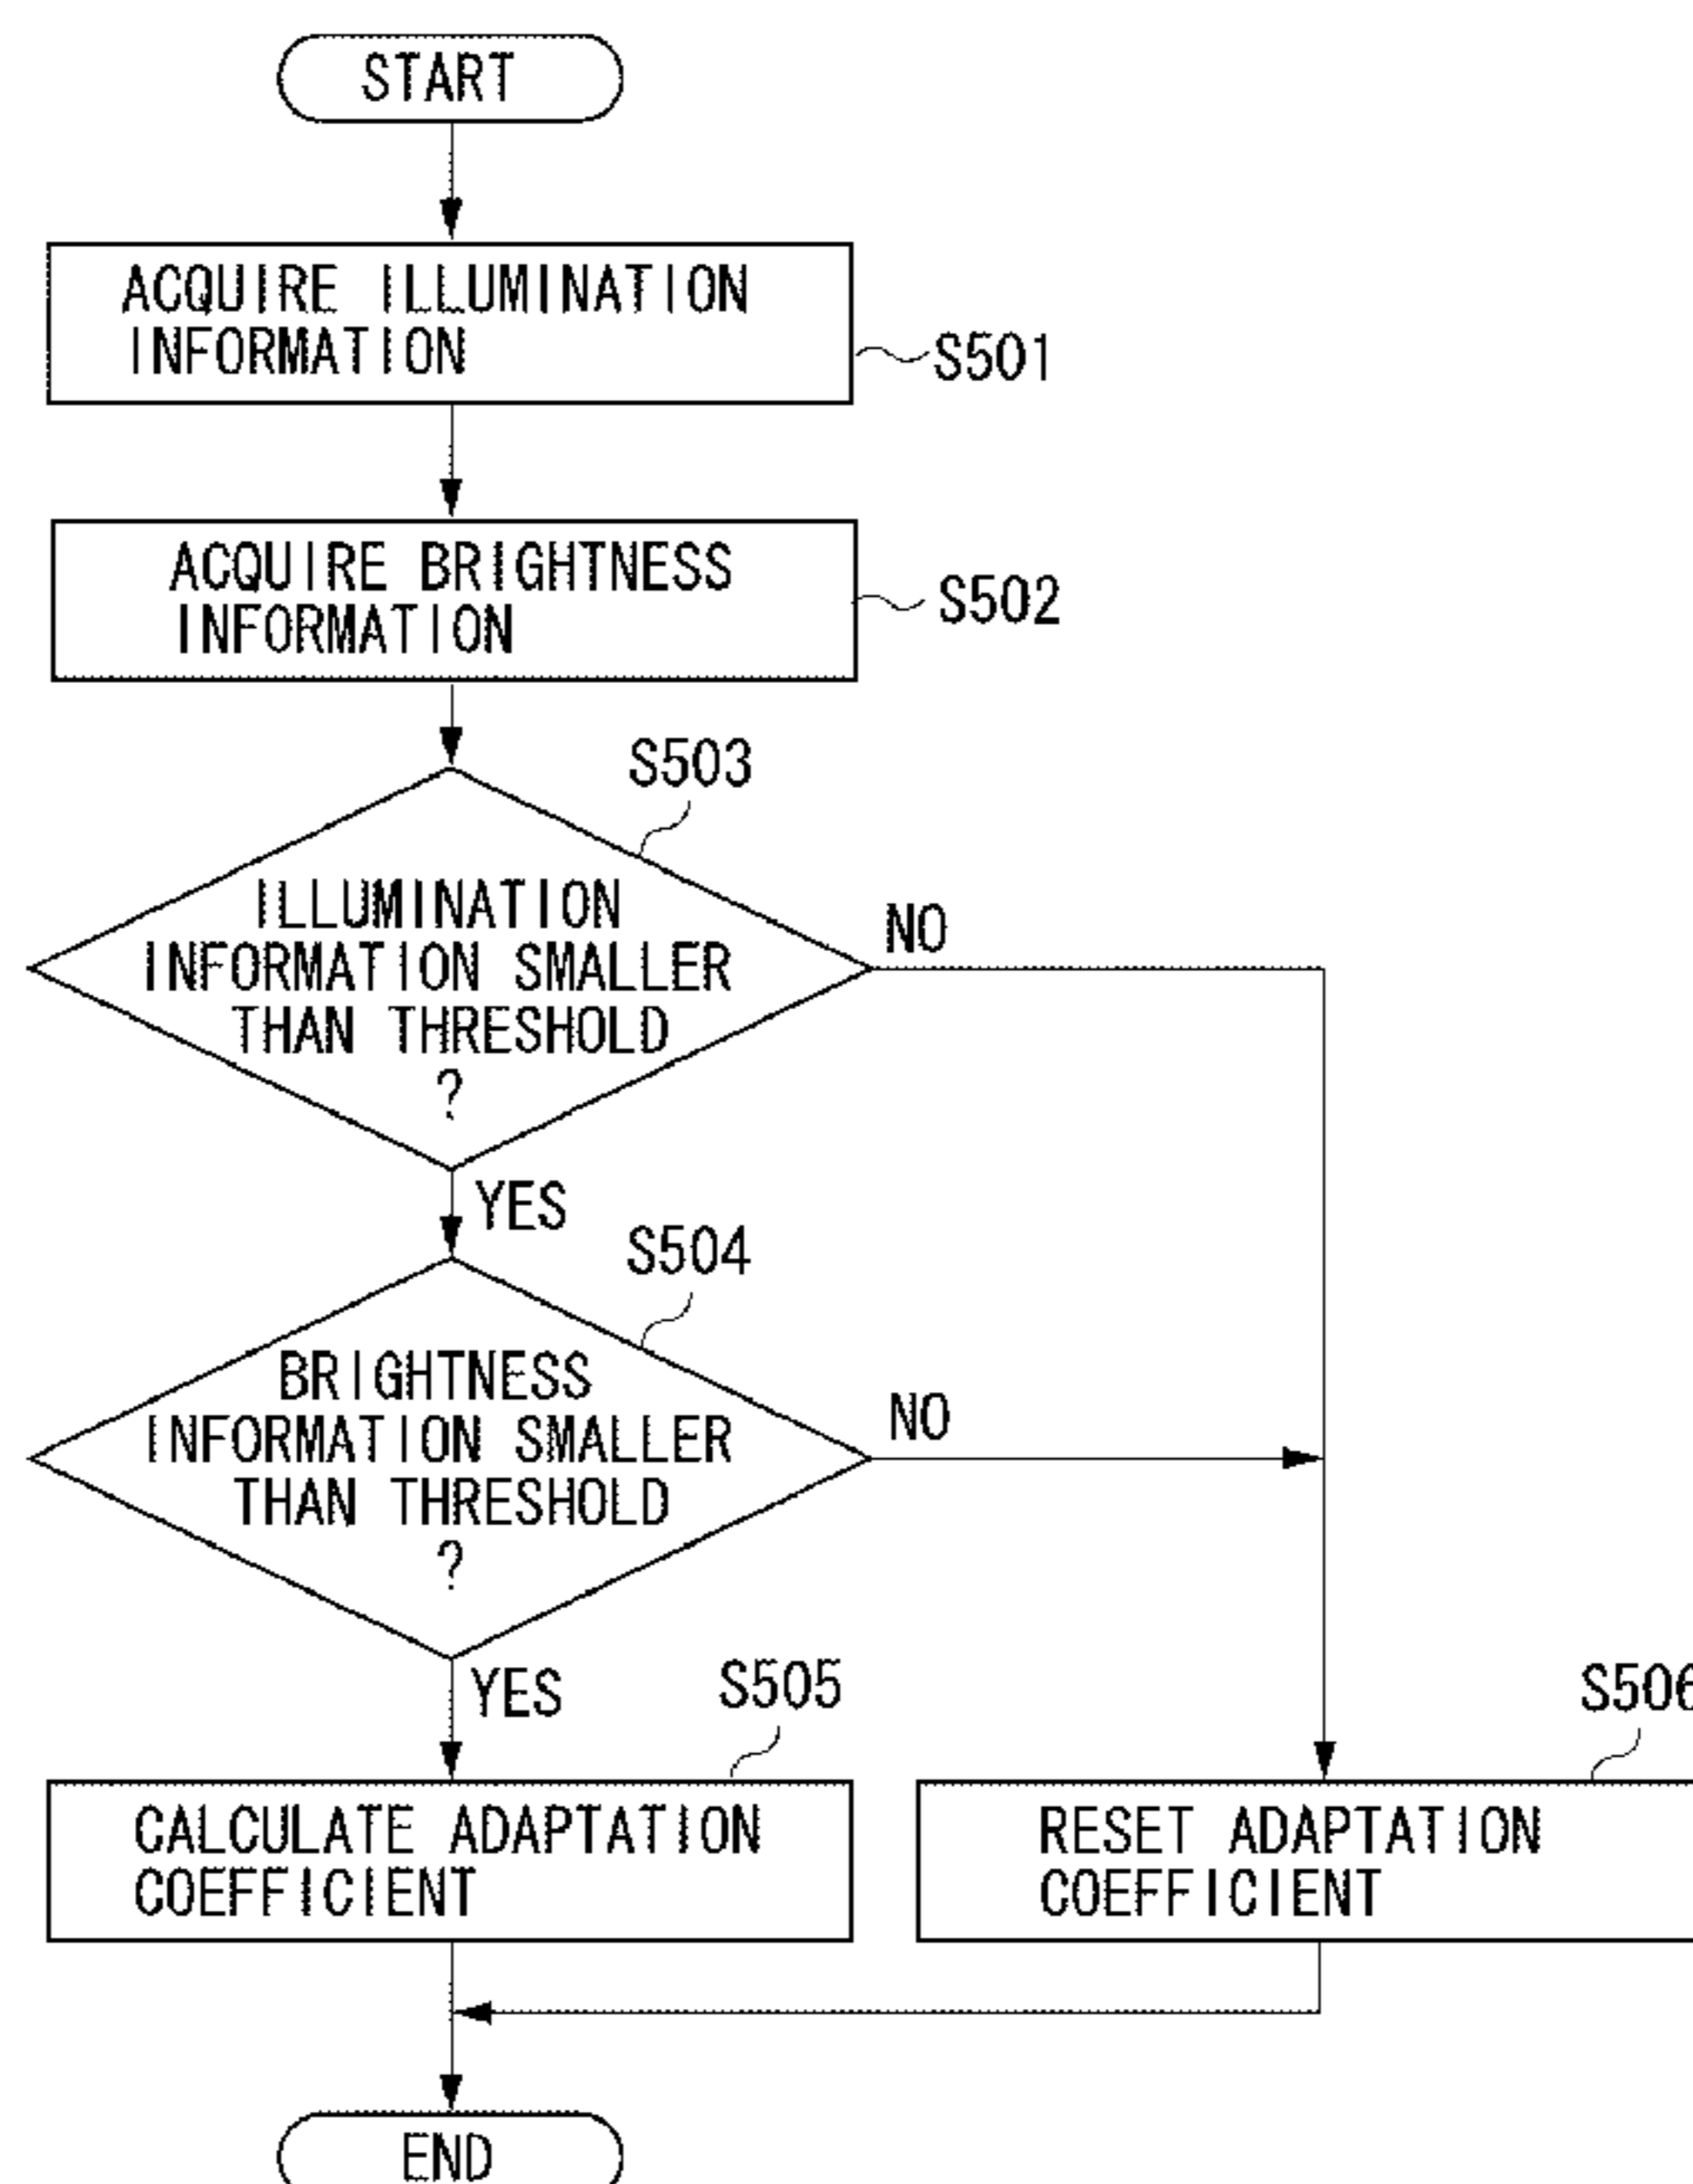 START
ACQUIRE ILLUMINATION
INFORMATION
S501
ACQUIRE BRIGHTNESS
INFORMATION
S502
S503
ILLUMINATION
INFORMATION SMALLER
THAN THRESHOLD
?
NO
YES
S504
BRIGHTNESS
INFORMATION SMALLER
THAN THRESHOLD
?
NO
YES
S505
S506
CALCULATE ADAPTATION
COEFFICIENT
RESET ADAPTATION
COEFFICIENT
END